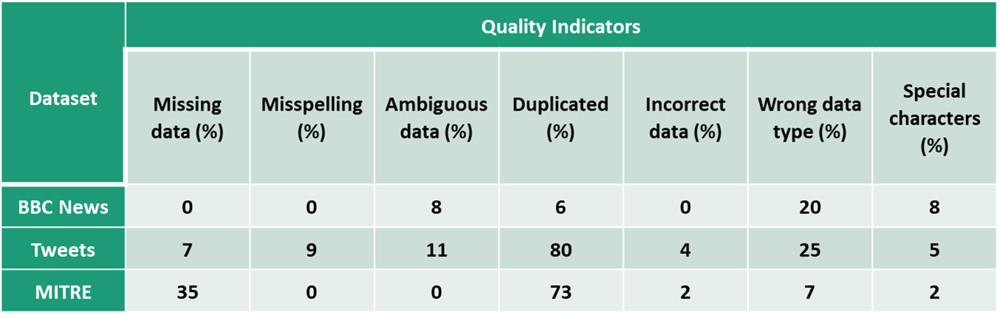 Dataset
Quality Indicators
Missing data (%)
Misspelling (%)
Ambiguous data (%)
Duplicated (%)
Incorrect data (%)
Wrong data type (%)
Special characters (%)
BBC News 0 0 8 6 0 20 8
Tweets 7 9 11 80 4 25 5
MITRE 35 0 0 73 2 7 2